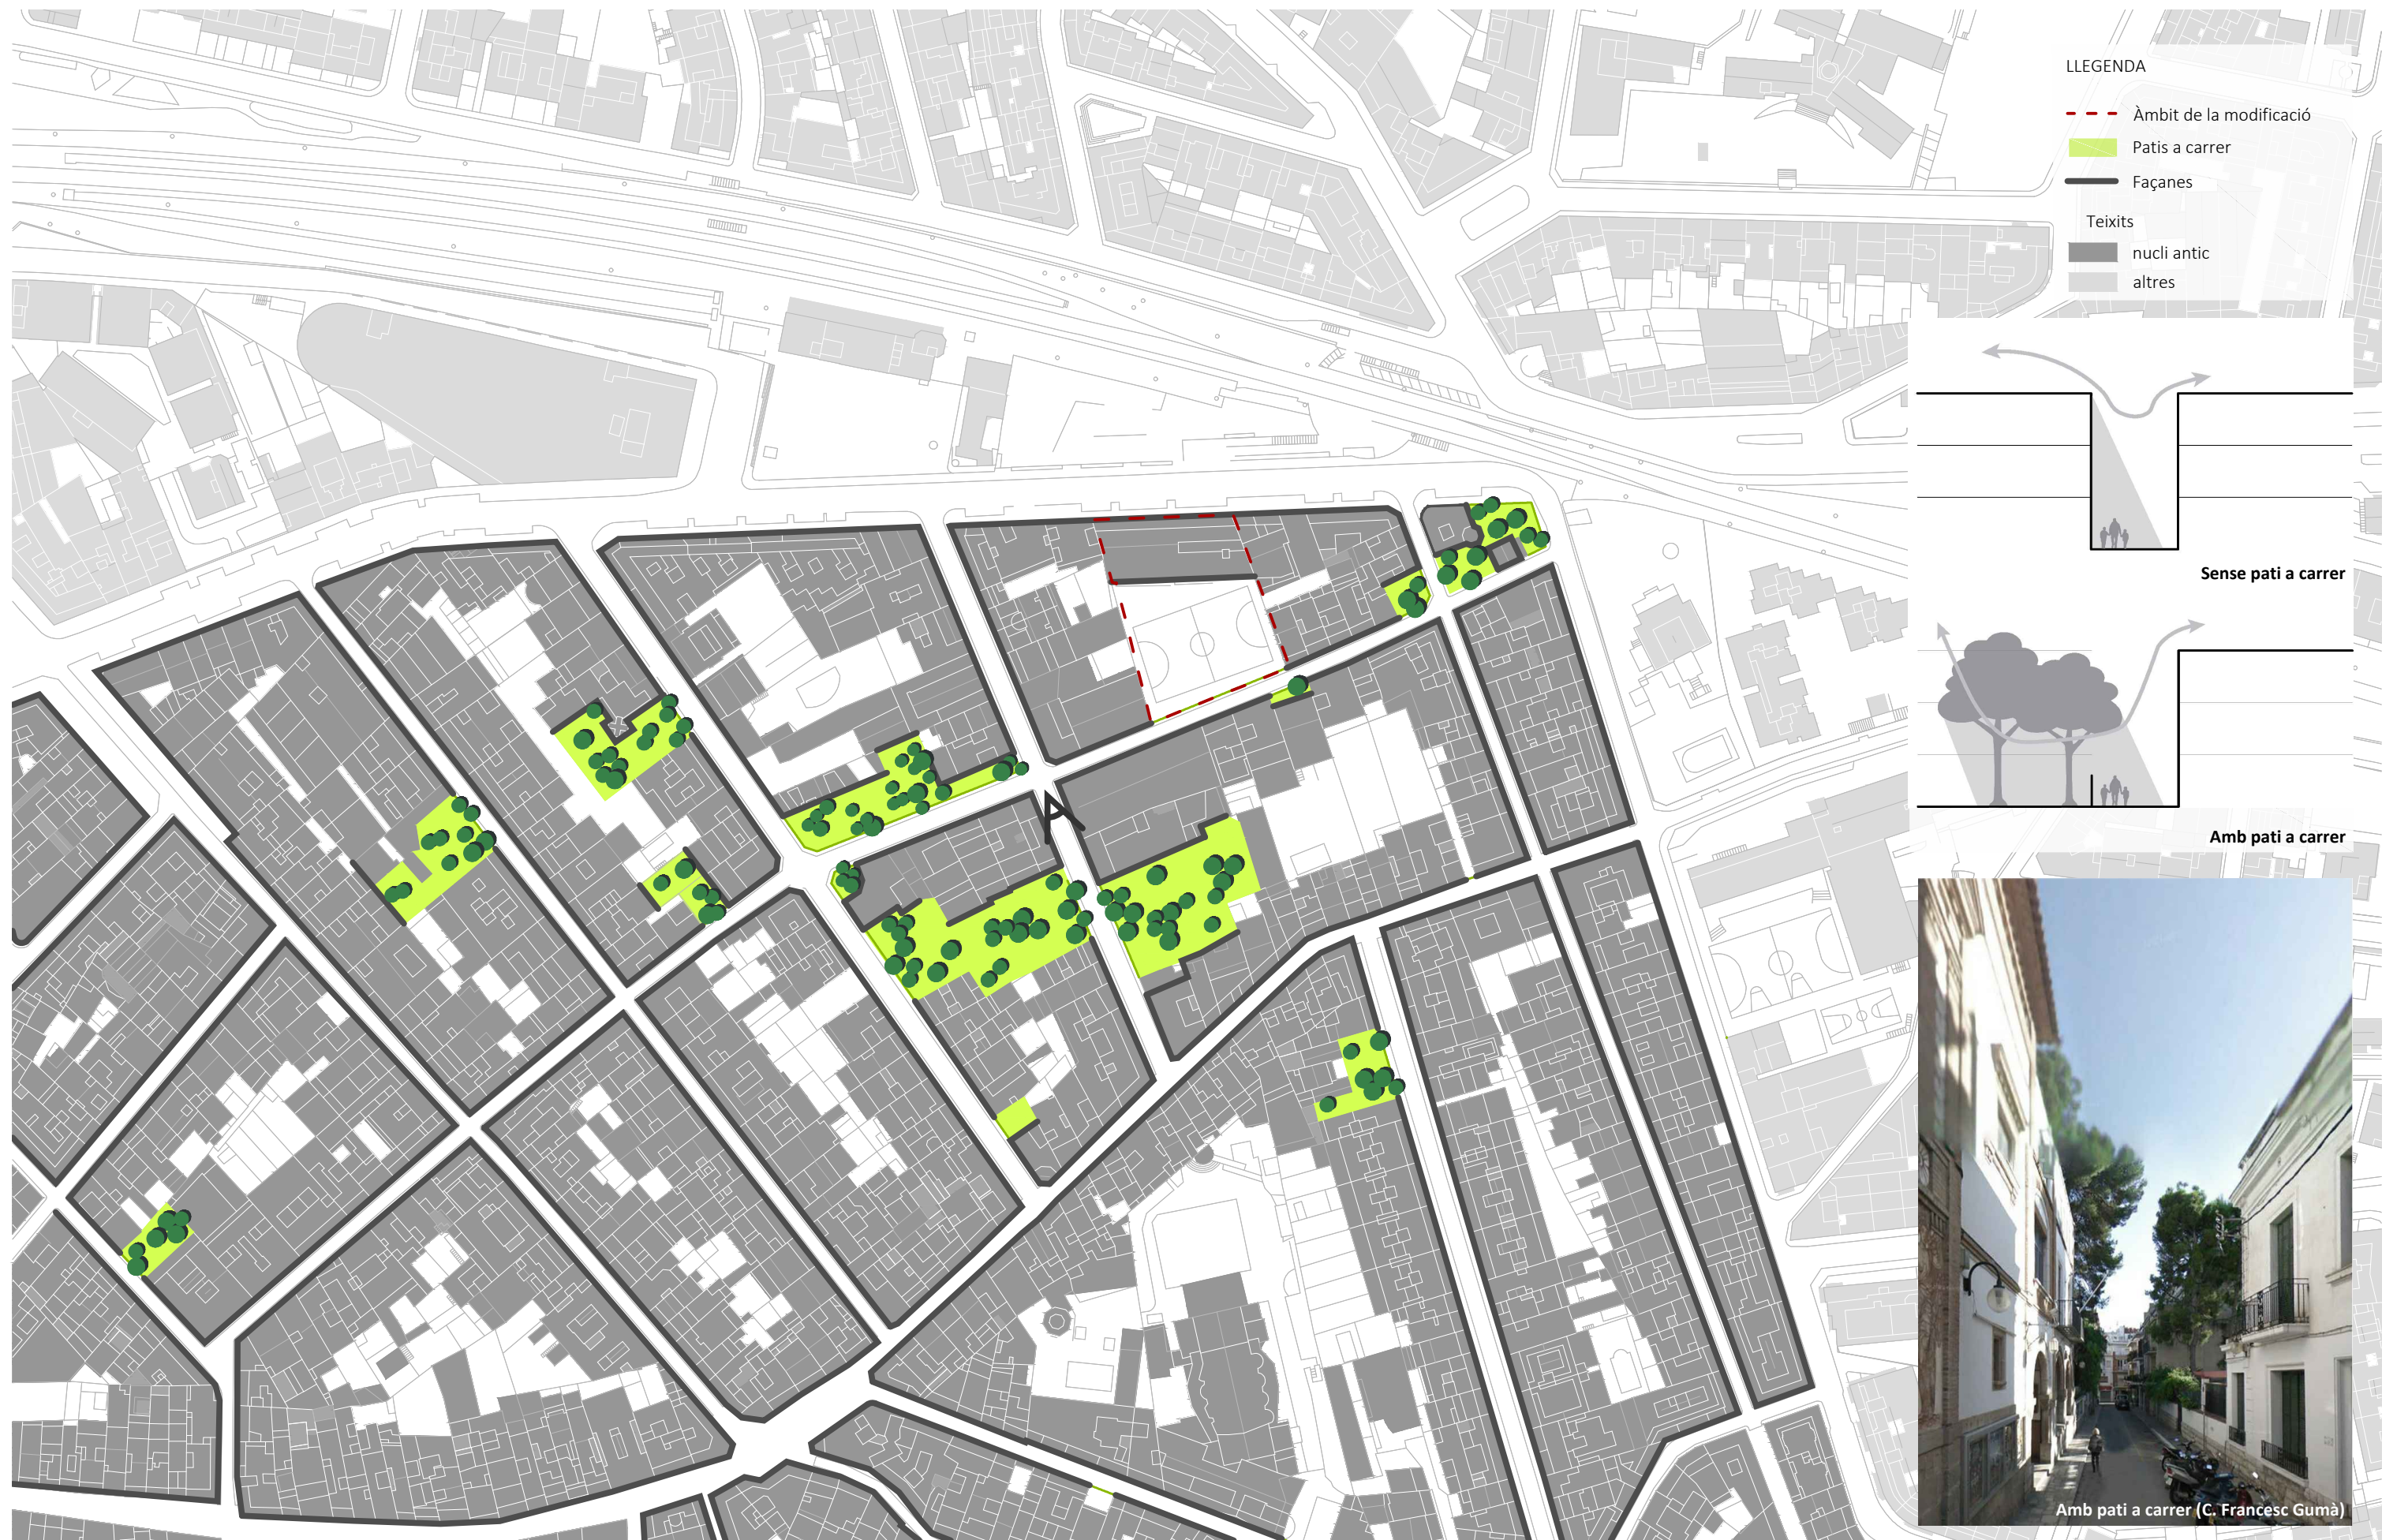 LLEGENDA
Àmbit de la modificació
Patis a carrer
Façanes
Teixits
nucli antic
altres
Sense pati a carrer
Amb pati a carrer
Amb pati a carrer (C. Francesc Gumà)